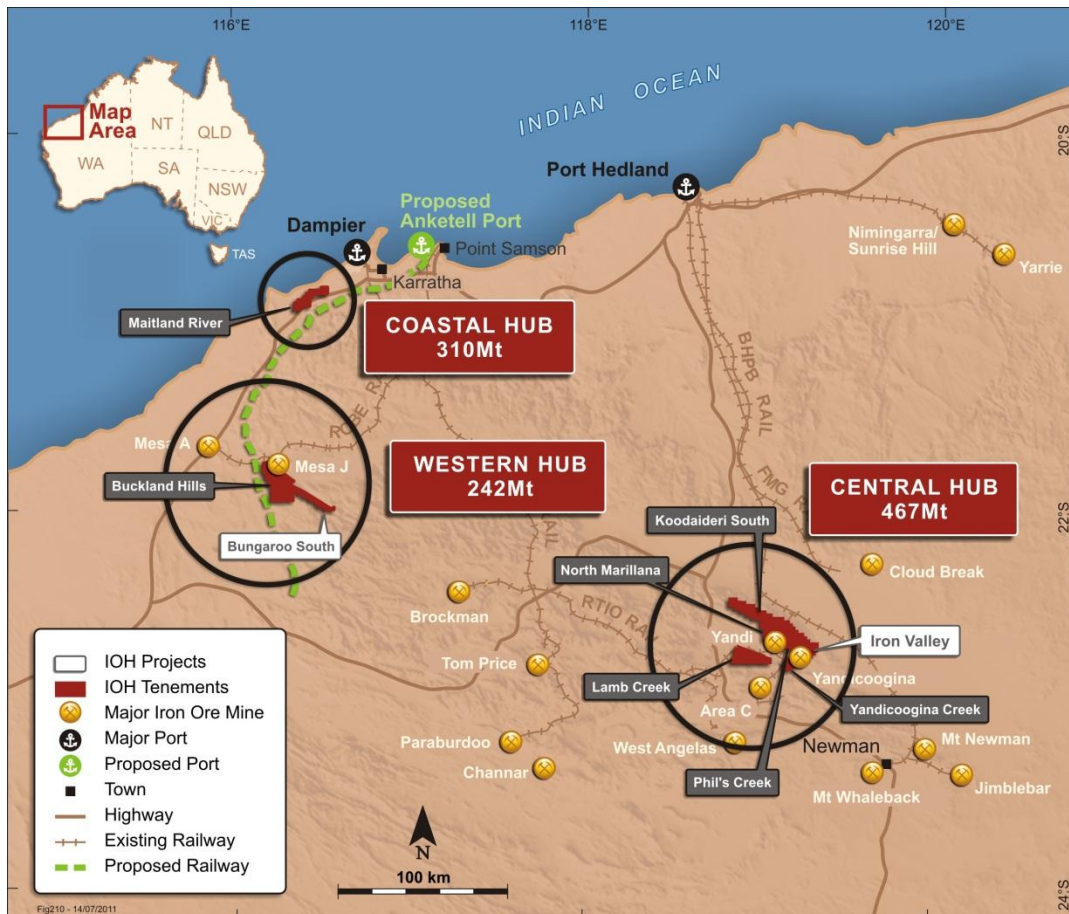 116°E
118°E
120°E
20°S
22°S
24°S
Map
Area
NT
QLD
WA
SA
NSW
VIC
TAS
INDIAN OCEAN
Port Hedland
Proposed
Anketell Port
Dampier
Point Samson
Karratha
Nimingarra/
Sunrise Hill
Yarrie
Maitland River
COASTAL HUB
310Mt
BHPB RAIL
ROBE RA
Mesa A
Mesa J
WESTERN HUB
242Mt
Buckland Hills
Bungaroo South
AIL
FMG R
CENTRAL HUB
467Mt
Koodaideri South
North Marillana
Cloud Break
Brockman
RTIO RAI
Yandi
Iron Valley
Tom Price
Lamb Creek
Yandicoogina
Area C
Yandicoogina Creek
Paraburdoo
West Angelas
Newman
Mt Newman
Channar
Phil's Creek
Mt Whaleback
Jimblebar
IOH Projects
IOH Tenements
Major Iron Ore Mine
Major Port
Proposed Port
Town
Highway
Existing Railway
Proposed Railway
N
100 km
Fig210 - 14/07/2011